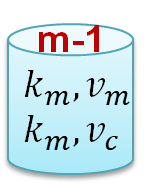 m-1
k_m, v_m
k_m, v_c